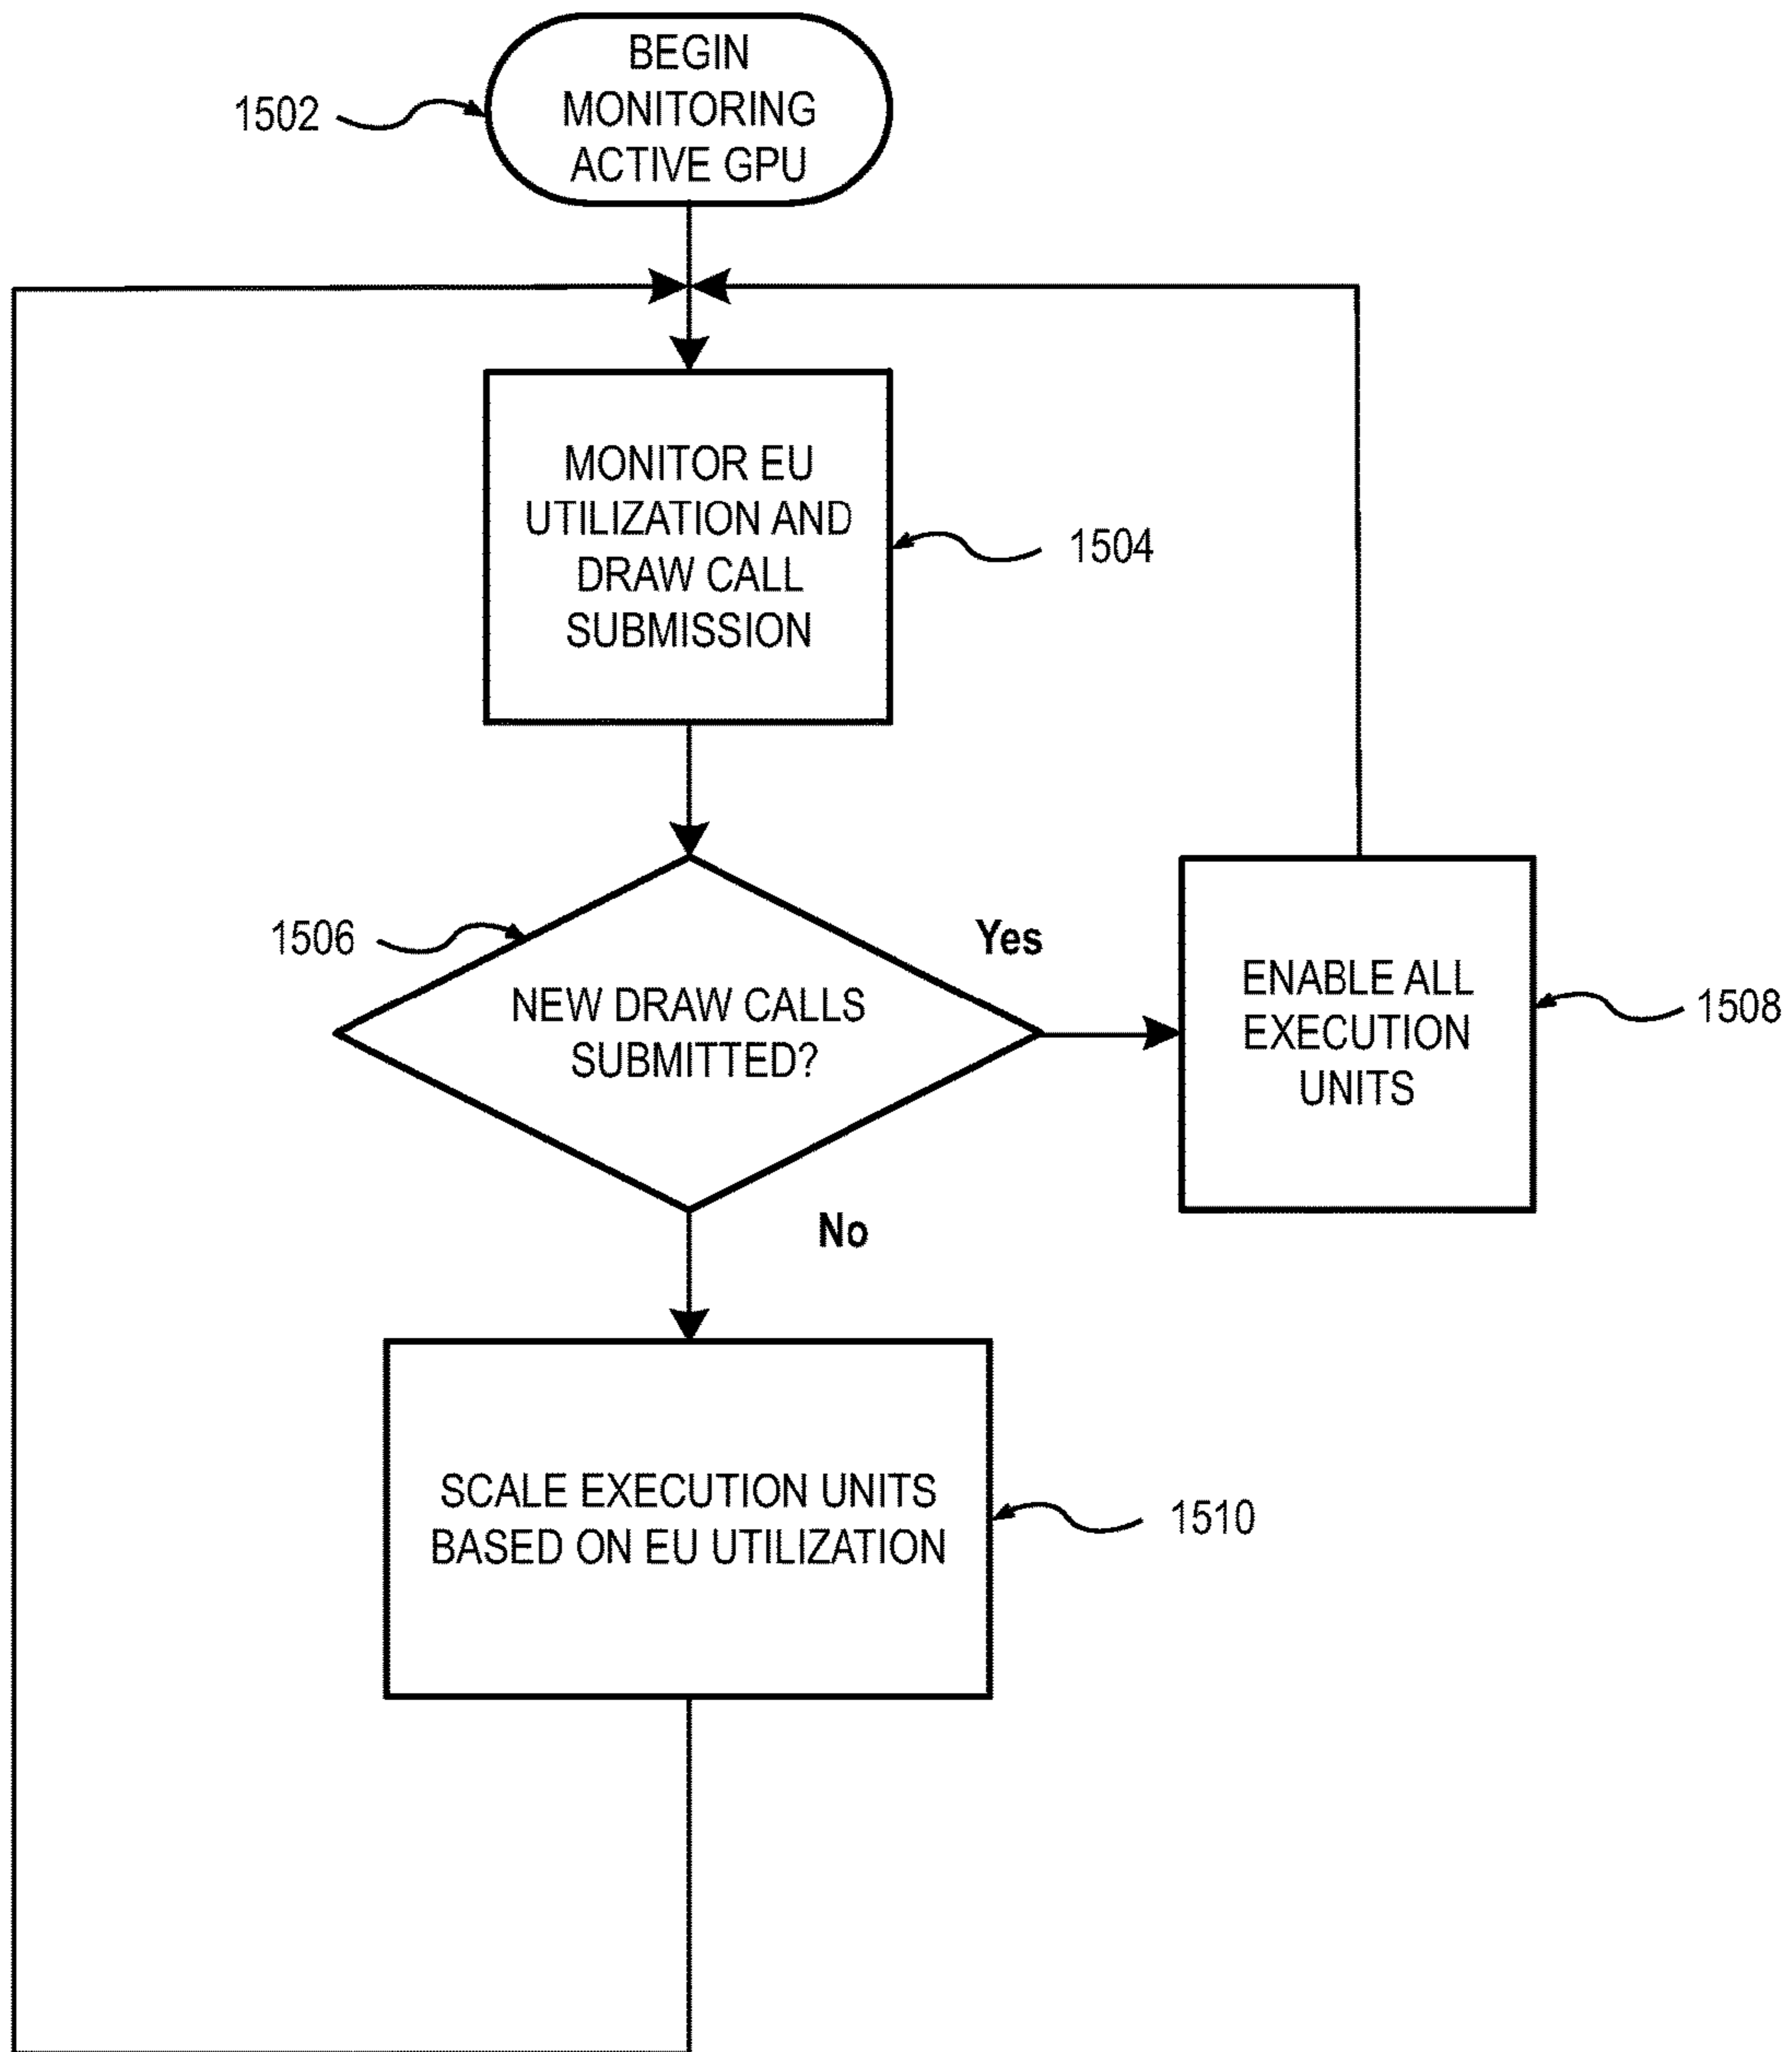 BEGIN
MONITORING
ACTIVE GPU
1502
MONITOR EU
UTILIZATION AND
DRAW CALL
SUBMISSION
1504
1506
NEW DRAW CALLS
SUBMITTED?
Yes
No
ENABLE ALL
EXECUTION
UNITS
1508
SCALE EXECUTION UNITS
BASED ON EU UTILIZATION
1510